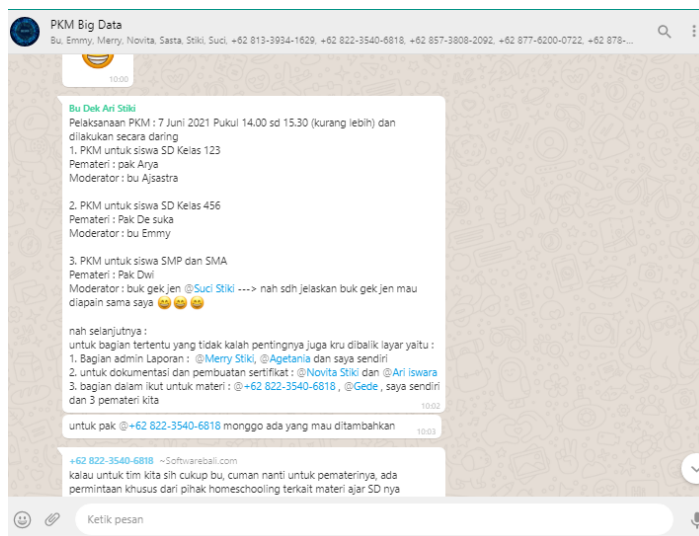 PKM Big Data
Bu, Emmy, Merry, Novita, Sasta, Stiki, Suci, +62 813-3934-1629, +62 822-3540-6818, +62 857-3808-2092, +62 877-6200-0722, +62 878-...
10:00
Bu Dek Ari Stiki
Pelaksanaan PKM : 7 Juni 2021 Pukul 14.00 sd 15.30 (kurang lebih) dan
dilakukan secara daring
1. PKM untuk siswa SD Kelas 123
Pemateri : pak Arya
Moderator : bu Ajsastra
2. PKM untuk siswa SD Kelas 456
Pemateri : Pak De suka
Moderator : bu Emmy
3. PKM untuk siswa SMP dan SMA
Pemateri : Pak Dwi
Moderator : buk gek jen @Suci Stiki ---> nah sdh jelaskan buk gek jen mau
diapain sama saya 😄 😄 😄
nah selanjutnya :
untuk bagian tertentu yang tidak kalah pentingnya juga kru dibalik layar yaitu :
1. Bagian admin Laporan : @Merry Stiki, @Agetania dan saya sendiri
2. untuk dokumentasi dan pembuatan sertifikat : @Novita Stiki dan @Ari iswara
3. bagian dalam ikut untuk materi : @+62 822-3540-6818 , @Gede , saya sendiri
dan 3 pemateri kita
10:02
untuk pak @+62 822-3540-6818 monggo ada yang mau ditambahkan
10:03
+62 822-3540-6818 ~Softwarebali.com
kalau untuk tim kita sih cukup bu, cuman nanti untuk pematerinya, ada
permintaan khusus dari pihak homeschooling terkait materi ajar SD nya
Ketik pesan